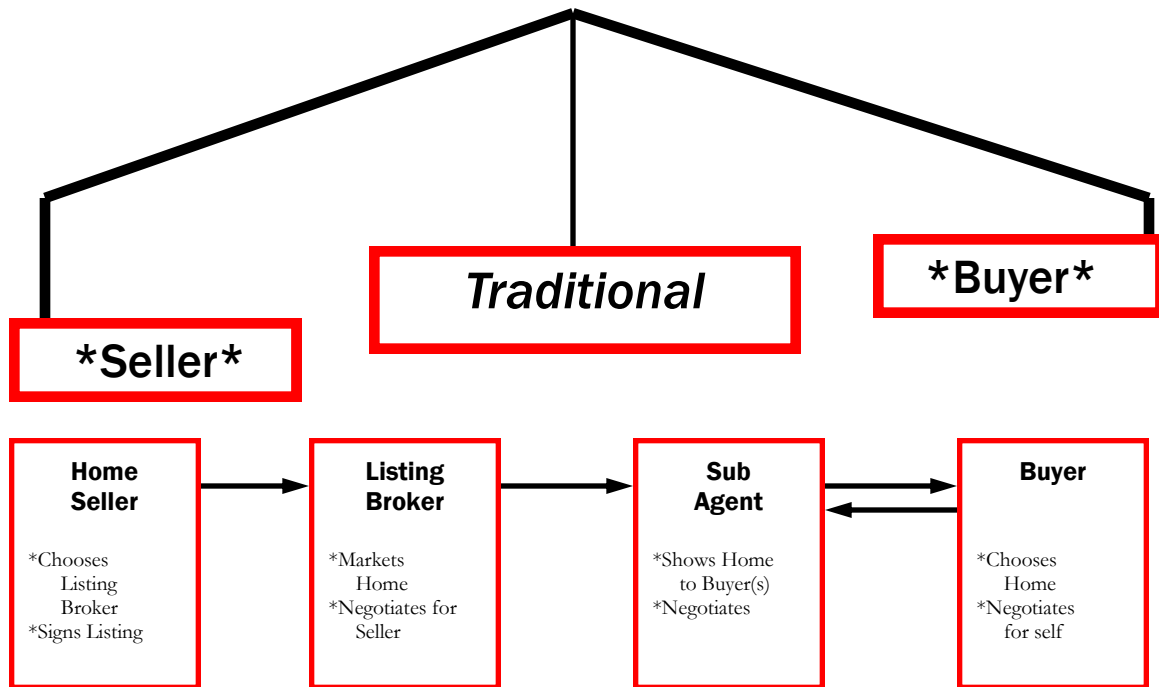 *Buyer*
Traditional
*Seller*
Home
Seller
*Chooses
Listing
Broker
*Signs Listing
Listing
Broker
*Markets
Home
*Negotiates for
Seller
Sub
Agent
*Shows Home
to Buyer(s)
*Negotiates
Buyer
*Chooses
Home
*Negotiates
for self